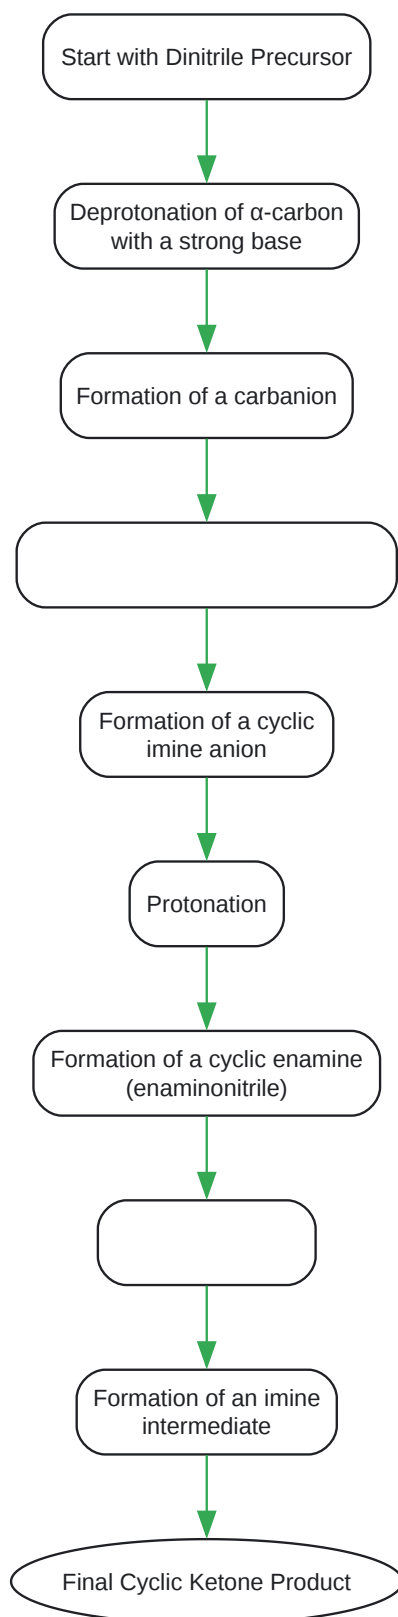 Start with Dinitrile Precursor
Deprotonation of α-carbon
with a strong base
Formation of a carbanion
Formation of a cyclic
imine anion
Protonation
Formation of a cyclic enamine
(enaminonitrile)
Formation of an imine
intermediate
Final Cyclic Ketone Product